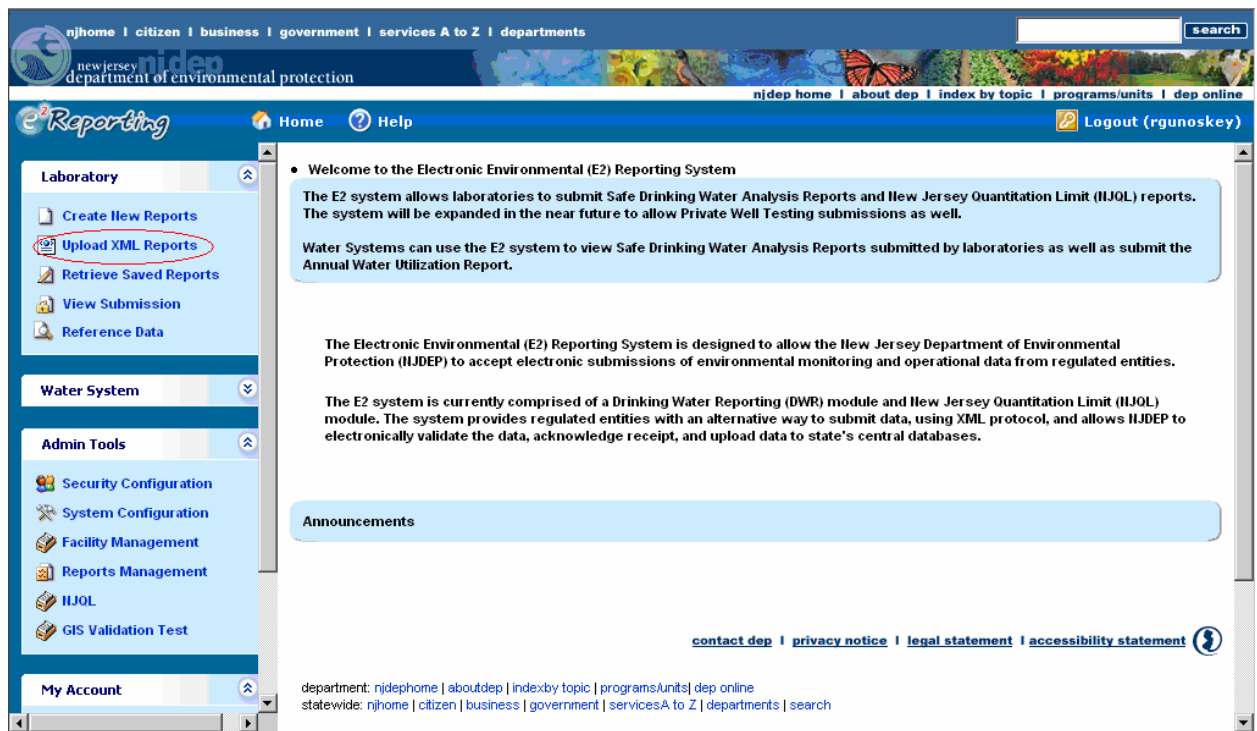 njhome | citizen | business | government | services A to Z | departments
search
new jersey njdep
department of environmental protection
njdep home | about dep | index by topic | programs/units | dep online
e2 Reporting
Home
Help
Logout (rgunoskey)
Laboratory
Create New Reports
Upload XML Reports
Retrieve Saved Reports
View Submission
Reference Data
Water System
Admin Tools
Security Configuration
System Configuration
Facility Management
Reports Management
NJQL
GIS Validation Test
My Account
• Welcome to the Electronic Environmental (E2) Reporting System
The E2 system allows laboratories to submit Safe Drinking Water Analysis Reports and New Jersey Quantitation Limit (NJQL) reports.
The system will be expanded in the near future to allow Private Well Testing submissions as well.
Water Systems can use the E2 system to view Safe Drinking Water Analysis Reports submitted by laboratories as well as submit the
Annual Water Utilization Report.
The Electronic Environmental (E2) Reporting System is designed to allow the New Jersey Department of Environmental
Protection (NJDEP) to accept electronic submissions of environmental monitoring and operational data from regulated entities.
The E2 system is currently comprised of a Drinking Water Reporting (DWR) module and New Jersey Quantitation Limit (NJQL)
module. The system provides regulated entities with an alternative way to submit data, using XML protocol, and allows NJDEP to
electronically validate the data, acknowledge receipt, and upload data to state's central databases.
Announcements
contact dep | privacy notice | legal statement | accessibility statement
department: njdephome | aboutdep | indexby topic | programs/units| dep online
statewide: njhome | citizen | business | government | servicesA to Z | departments | search